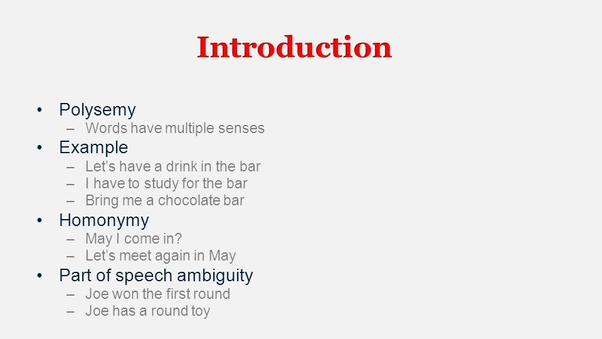 Introduction
• Polysemy
– Words have multiple senses
• Example
– Let's have a drink in the bar
– I have to study for the bar
– Bring me a chocolate bar
• Homonymy
– May I come in?
– Let's meet again in May
• Part of speech ambiguity
– Joe won the first round
– Joe has a round toy